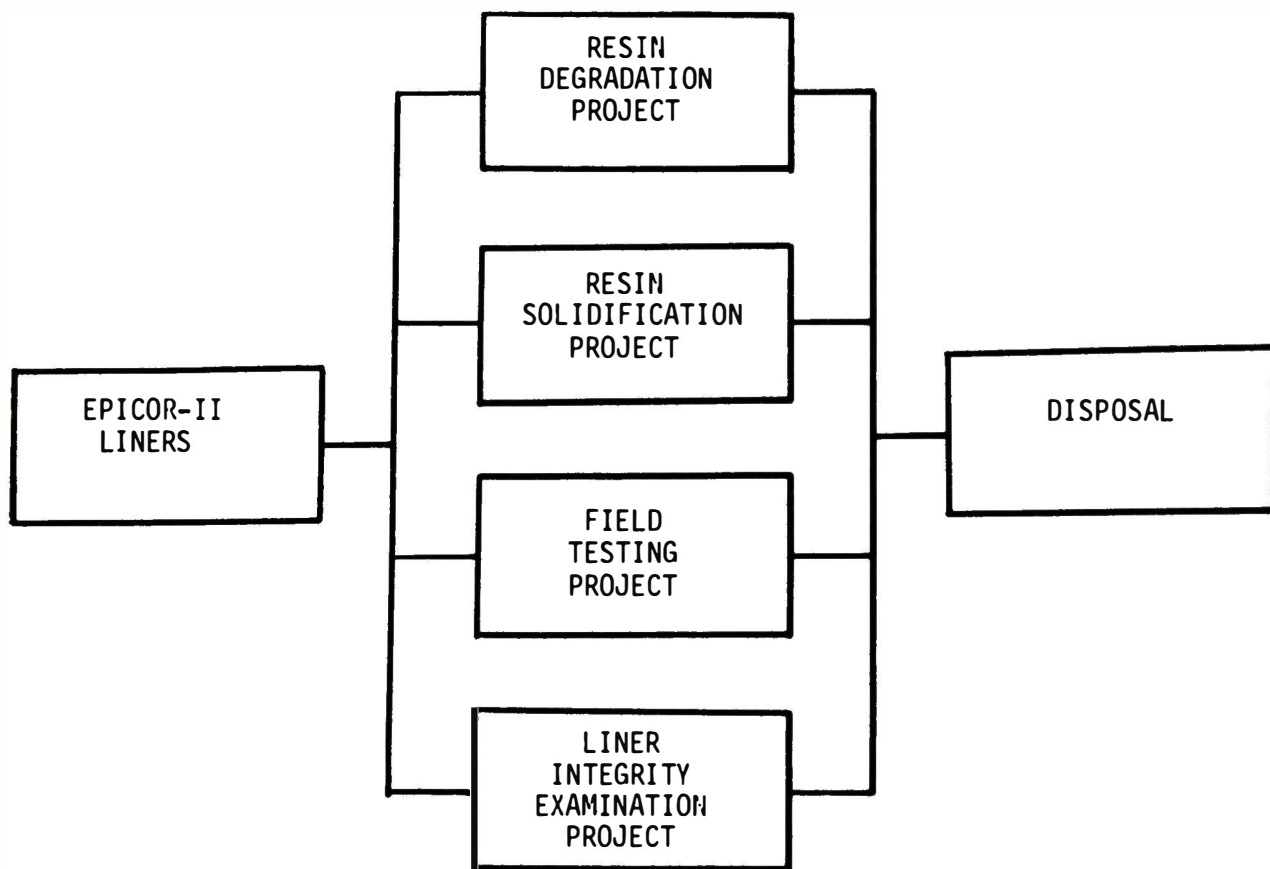 RESIN
DEGRADATION
PROJECT
RESIN
SOLIDIFICATION
PROJECT
EPICOR-II
LINERS
DISPOSAL
FIELD
TESTING
PROJECT
LINER
INTEGRITY
EXAMINATION
PROJECT